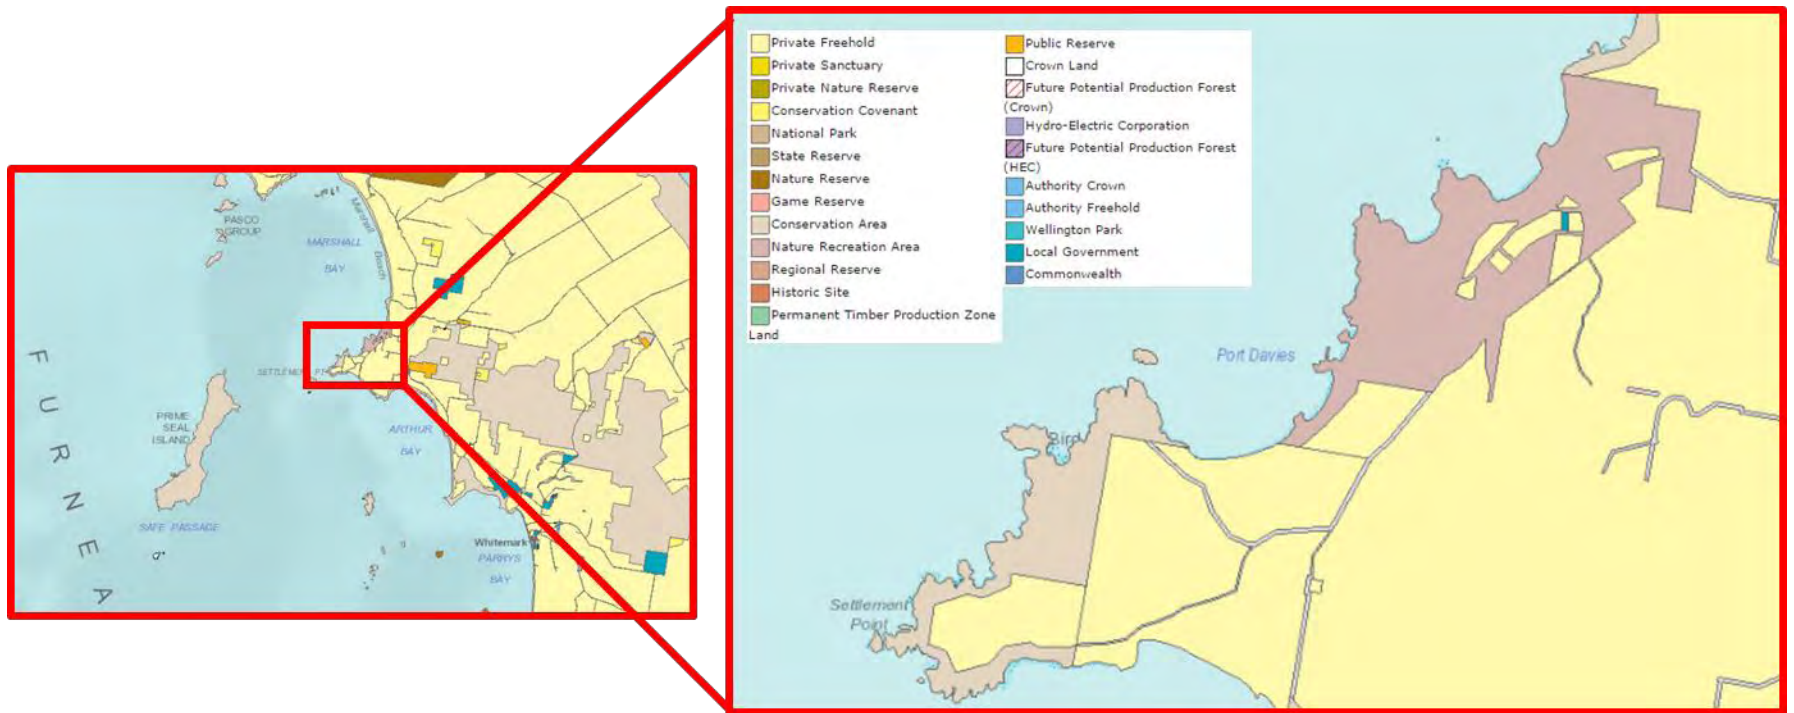 PASCO
GROUP
Marshall
Beach
MARSHALL
BAY
SETTLEMENT PT
PRIME
SEAL
ISLAND
ARTHUR
BAY
SAFE PASSAGE
Whitemark
PARRYS
BAY
FURNEA
Private Freehold
Private Sanctuary
Private Nature Reserve
Conservation Covenant
National Park
State Reserve
Nature Reserve
Game Reserve
Conservation Area
Nature Recreation Area
Regional Reserve
Historic Site
Permanent Timber Production Zone
Land
Public Reserve
Crown Land
Future Potential Production Forest
(Crown)
Hydro-Electric Corporation
Future Potential Production Forest
(HEC)
Authority Crown
Authority Freehold
Wellington Park
Local Government
Commonwealth
Port Davies
Bird
Settlement
Point